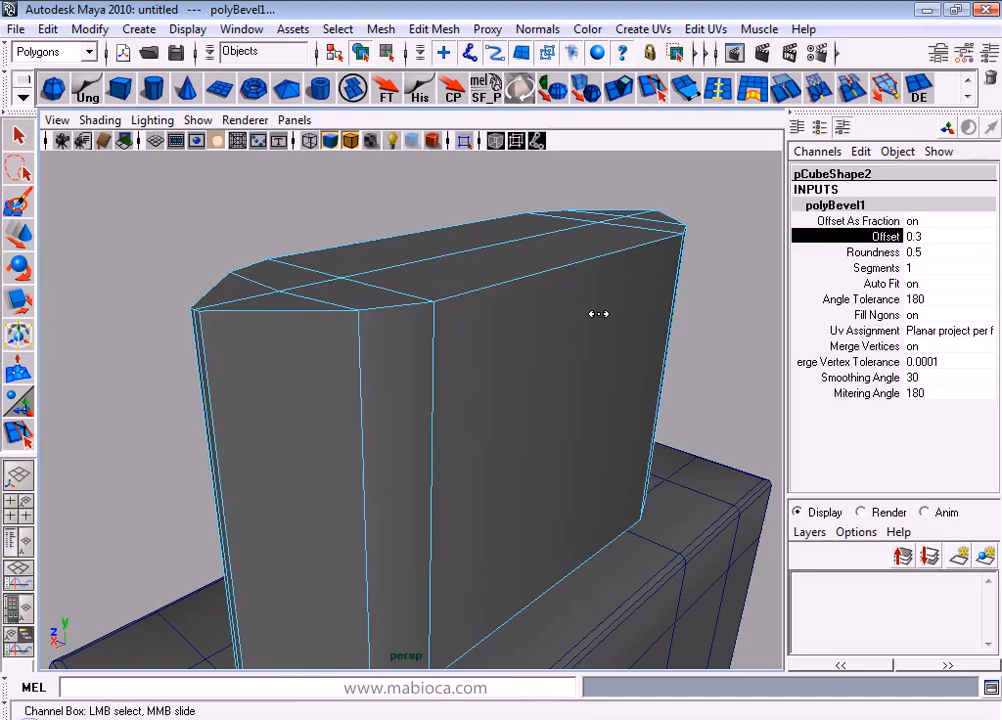 Autodesk Maya 2010: untitled --- polyBevel1...
File Edit Modify Create Display Window Assets Select Mesh Edit Mesh Proxy Normals Color Create UVs Edit UVs Muscle Help
Polygons Objects
Ung FT His CP mel SF_P DE
View Shading Lighting Show Renderer Panels
Channels Edit Object Show
pCubeShape2
INPUTS
polyBevel1
Offset As Fraction on
Offset 0.3
Roundness 0.5
Segments 1
Auto Fit on
Angle Tolerance 180
Fill Ngons on
Uv Assignment Planar project per f
Merge Vertices on
erge Vertex Tolerance 0.0001
Smoothing Angle 30
Mitering Angle 180
Display Render Anim
Layers Options Help
y
z
x
persp
<< >>
MEL
www.mabioca.com
Channel Box: LMB select, MMB slide